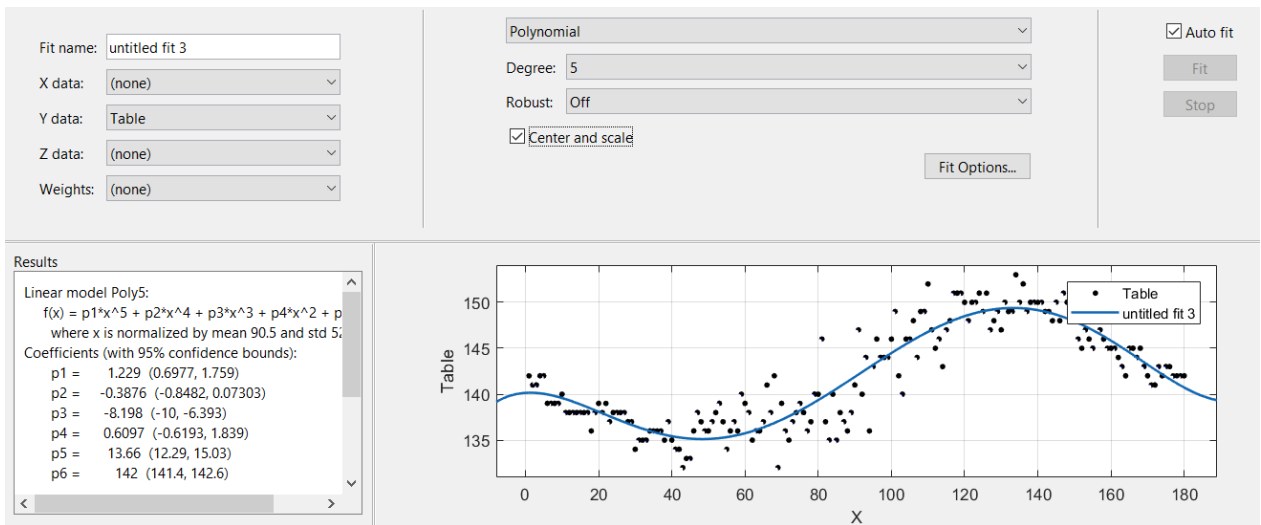 Fit name: untitled fit 3
X data: (none)
Y data: Table
Z data: (none)
Weights: (none)
Polynomial
Degree: 5
Robust: Off
Center and scale
Fit Options...
Auto fit
Fit
Stop
Results
Linear model Poly5:
f(x) = p1*x^5 + p2*x^4 + p3*x^3 + p4*x^2 + p
where x is normalized by mean 90.5 and std 52
Coefficients (with 95% confidence bounds):
p1 = 1.229 (0.6977, 1.759)
p2 = -0.3876 (-0.8482, 0.07303)
p3 = -8.198 (-10, -6.393)
p4 = 0.6097 (-0.6193, 1.839)
p5 = 13.66 (12.29, 15.03)
p6 = 142 (141.4, 142.6)
Table
150
145
140
135
0 20 40 60 80 100 120 140 160 180
X
Table
untitled fit 3